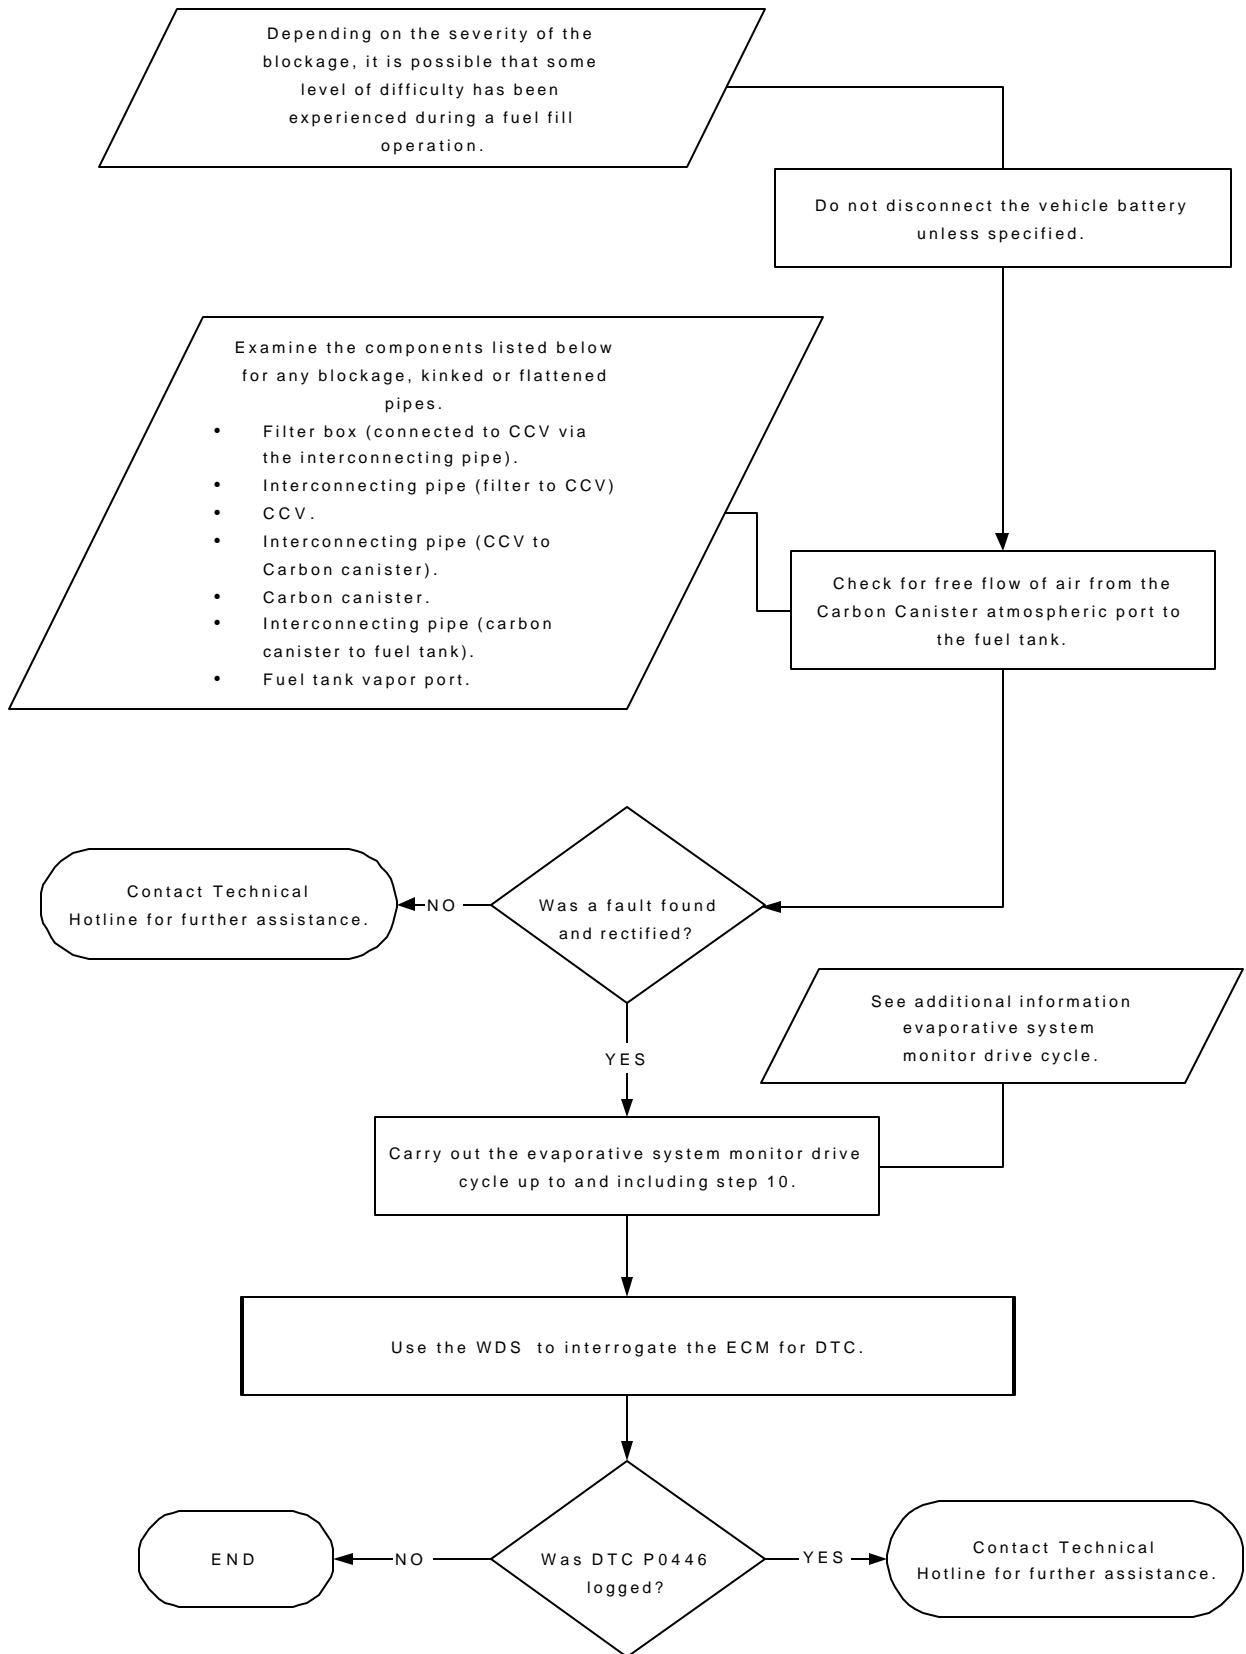 Depending on the severity of the
blockage, it is possible that some
level of difficulty has been
experienced during a fuel fill
operation.
Do not disconnect the vehicle battery
unless specified.
Examine the components listed below
for any blockage, kinked or flattened
pipes.
• Filter box (connected to CCV via
the interconnecting pipe).
• Interconnecting pipe (filter to CCV)
• CCV.
• Interconnecting pipe (CCV to
Carbon canister).
• Carbon canister.
• Interconnecting pipe (carbon
canister to fuel tank).
• Fuel tank vapor port.
Check for free flow of air from the
Carbon Canister atmospheric port to
the fuel tank.
Contact Technical
Hotline for further assistance.
NO
Was a fault found
and rectified?
See additional information
evaporative system
monitor drive cycle.
YES
Carry out the evaporative system monitor drive
cycle up to and including step 10.
Use the WDS to interrogate the ECM for DTC.
END
NO
Was DTC P0446
logged?
YES
Contact Technical
Hotline for further assistance.